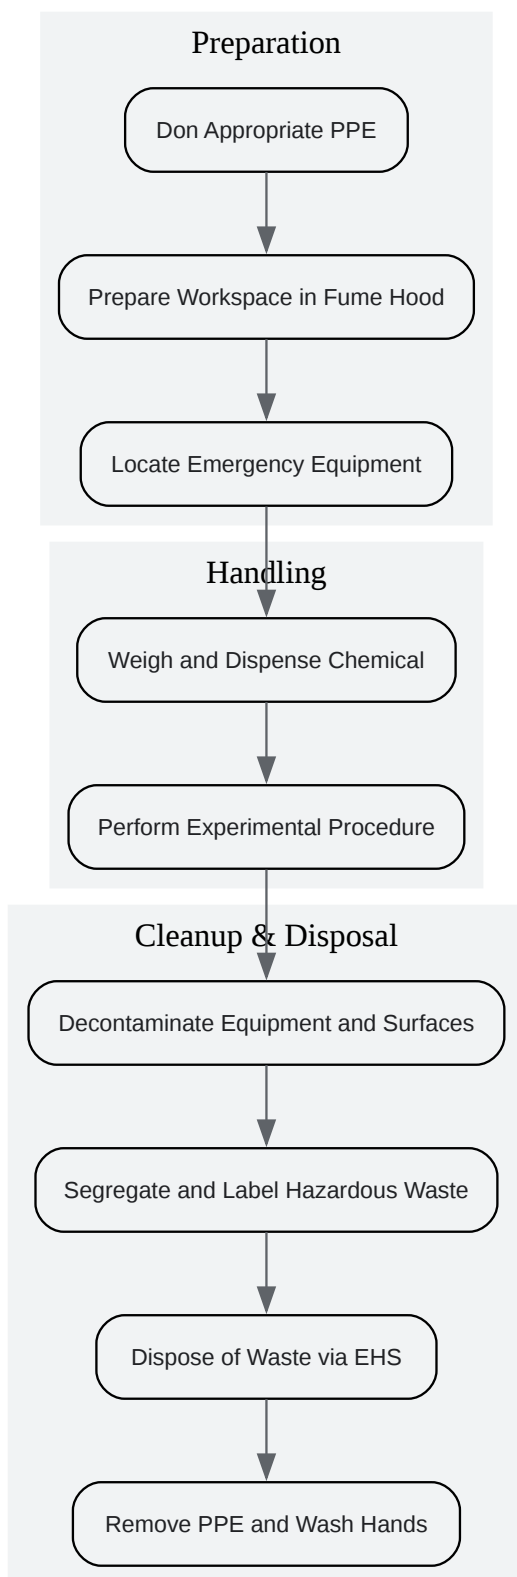 Preparation
Don Appropriate PPE
Prepare Workspace in Fume Hood
Locate Emergency Equipment
Handling
Weigh and Dispense Chemical
Perform Experimental Procedure
Cleanup & Disposal
Decontaminate Equipment and Surfaces
Segregate and Label Hazardous Waste
Dispose of Waste via EHS
Remove PPE and Wash Hands